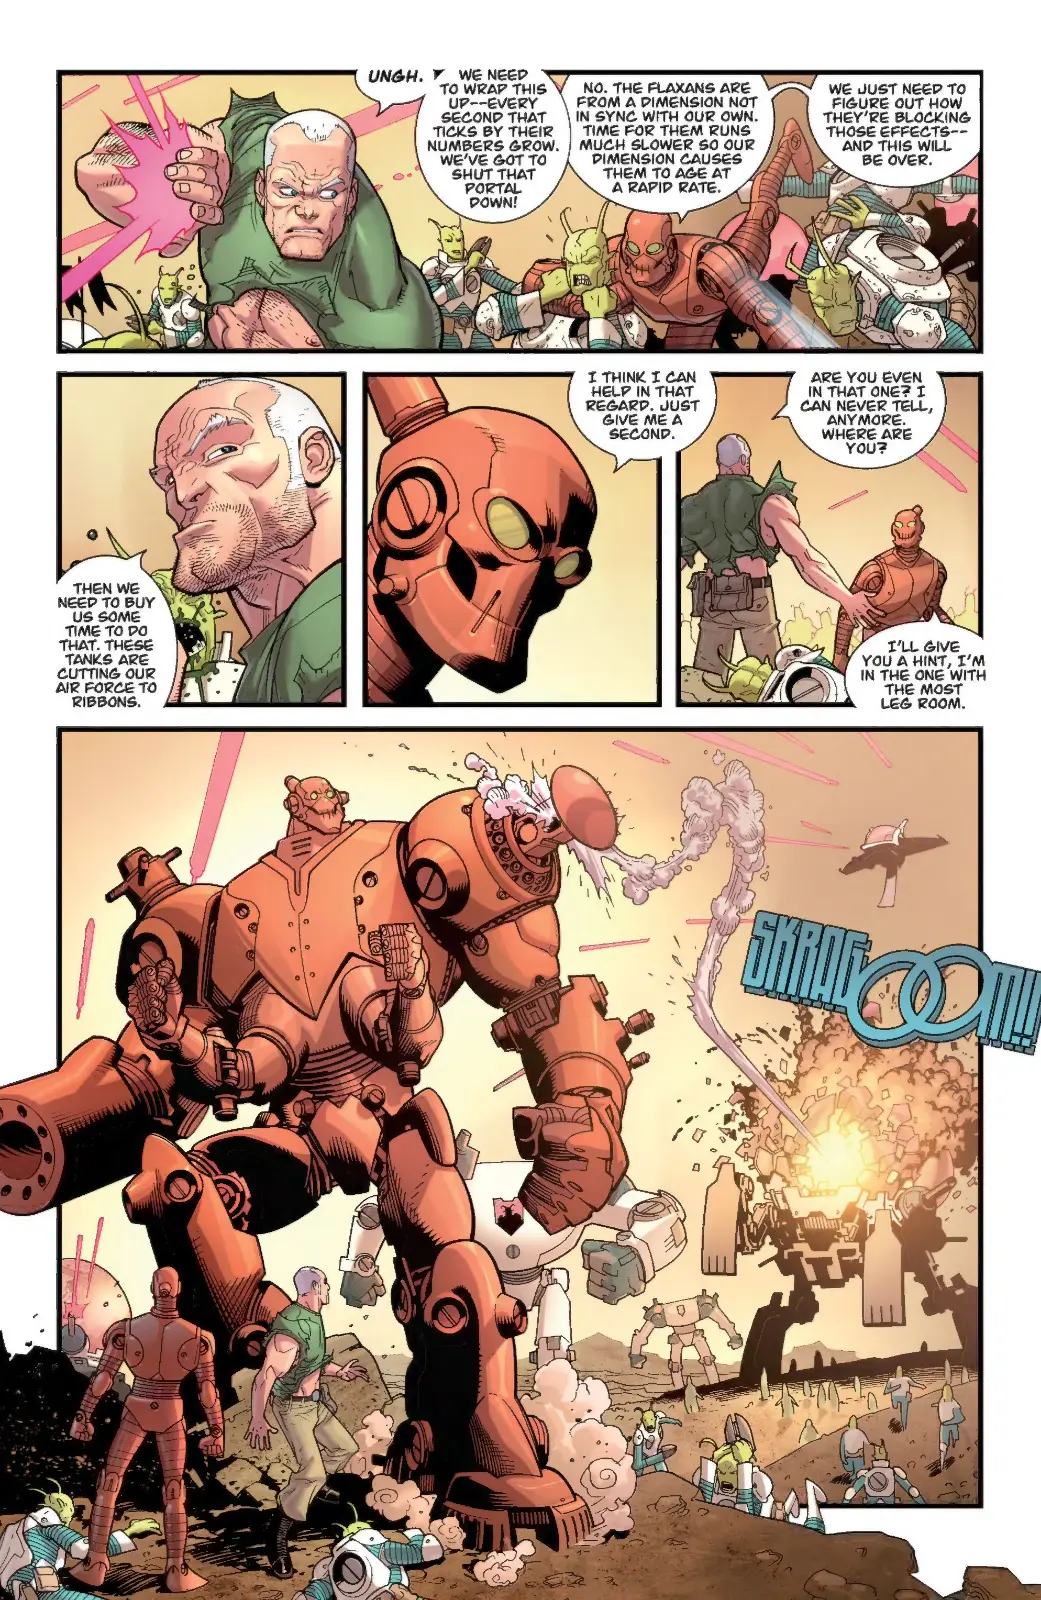 UNGH.
WE NEED
TO WRAP THIS
UP--EVERY
SECOND THAT
TICKS BY THEIR
NUMBERS GROW.
WE'VE GOT TO
SHUT THAT
PORTAL
DOWN!
NO. THE FLAXANS ARE
FROM A DIMENSION NOT
IN SYNC WITH OUR OWN.
TIME FOR THEM RUNS
MUCH SLOWER SO OUR
DIMENSION CAUSES
THEM TO AGE AT
A RAPID RATE.
WE JUST NEED TO
FIGURE OUT HOW
THEY'RE BLOCKING
THOSE EFFECTS--
AND THIS WILL
BE OVER.
THEN WE
NEED TO BUY
US SOME
TIME TO DO
THAT. THESE
TANKS ARE
CUTTING OUR
AIR FORCE TO
RIBBONS.
I THINK I CAN
HELP IN THAT
REGARD. JUST
GIVE ME A
SECOND.
ARE YOU EVEN
IN THAT ONE? I
CAN NEVER TELL,
ANYMORE.
WHERE ARE
YOU?
I'LL GIVE
YOU A HINT, I'M
IN THE ONE WITH
THE MOST
LEG ROOM.
SKRAGOOOM!!